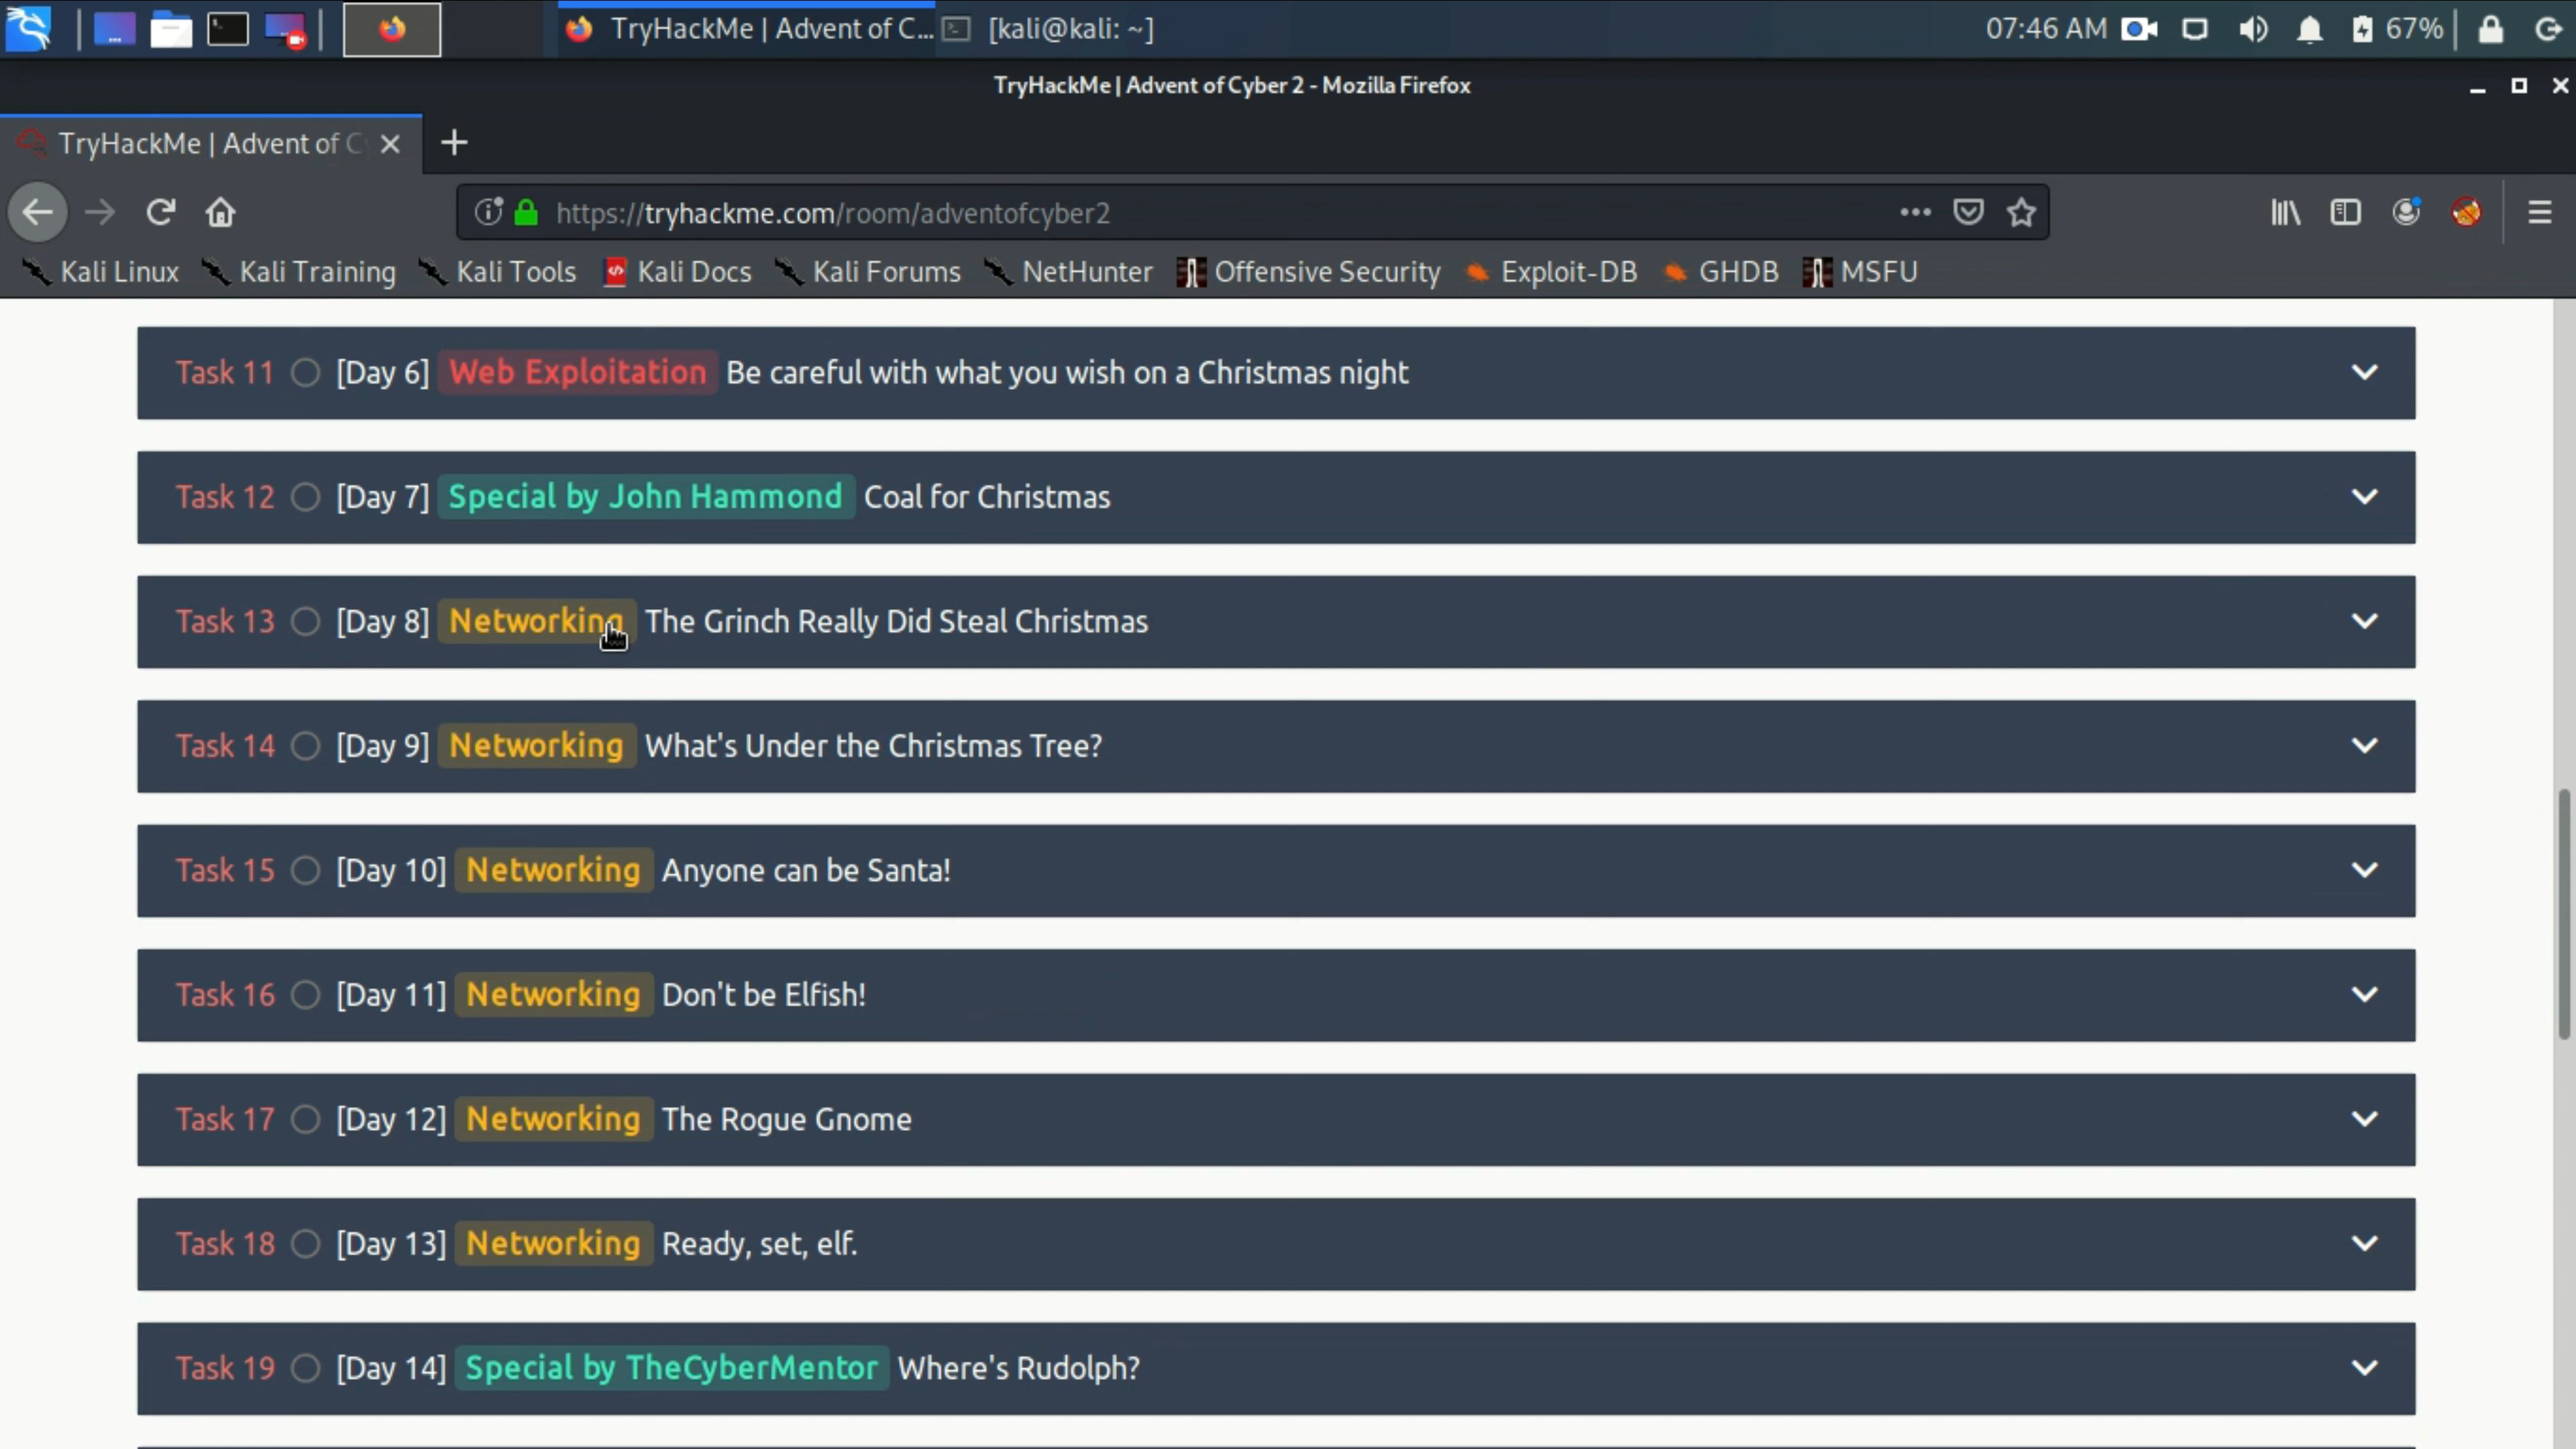 TryHackMe | Advent of C... [kali@kali: ~] 07:46 AM 67%
TryHackMe | Advent of Cyber 2 - Mozilla Firefox
TryHackMe | Advent of C
https://tryhackme.com/room/adventofcyber2
Kali Linux Kali Training Kali Tools Kali Docs Kali Forums NetHunter Offensive Security Exploit-DB GHDB MSFU
Task 11 [Day 6] Web Exploitation Be careful with what you wish on a Christmas night
Task 12 [Day 7] Special by John Hammond Coal for Christmas
Task 13 [Day 8] Networking The Grinch Really Did Steal Christmas
Task 14 [Day 9] Networking What's Under the Christmas Tree?
Task 15 [Day 10] Networking Anyone can be Santa!
Task 16 [Day 11] Networking Don't be Elfish!
Task 17 [Day 12] Networking The Rogue Gnome
Task 18 [Day 13] Networking Ready, set, elf.
Task 19 [Day 14] Special by TheCyberMentor Where's Rudolph?